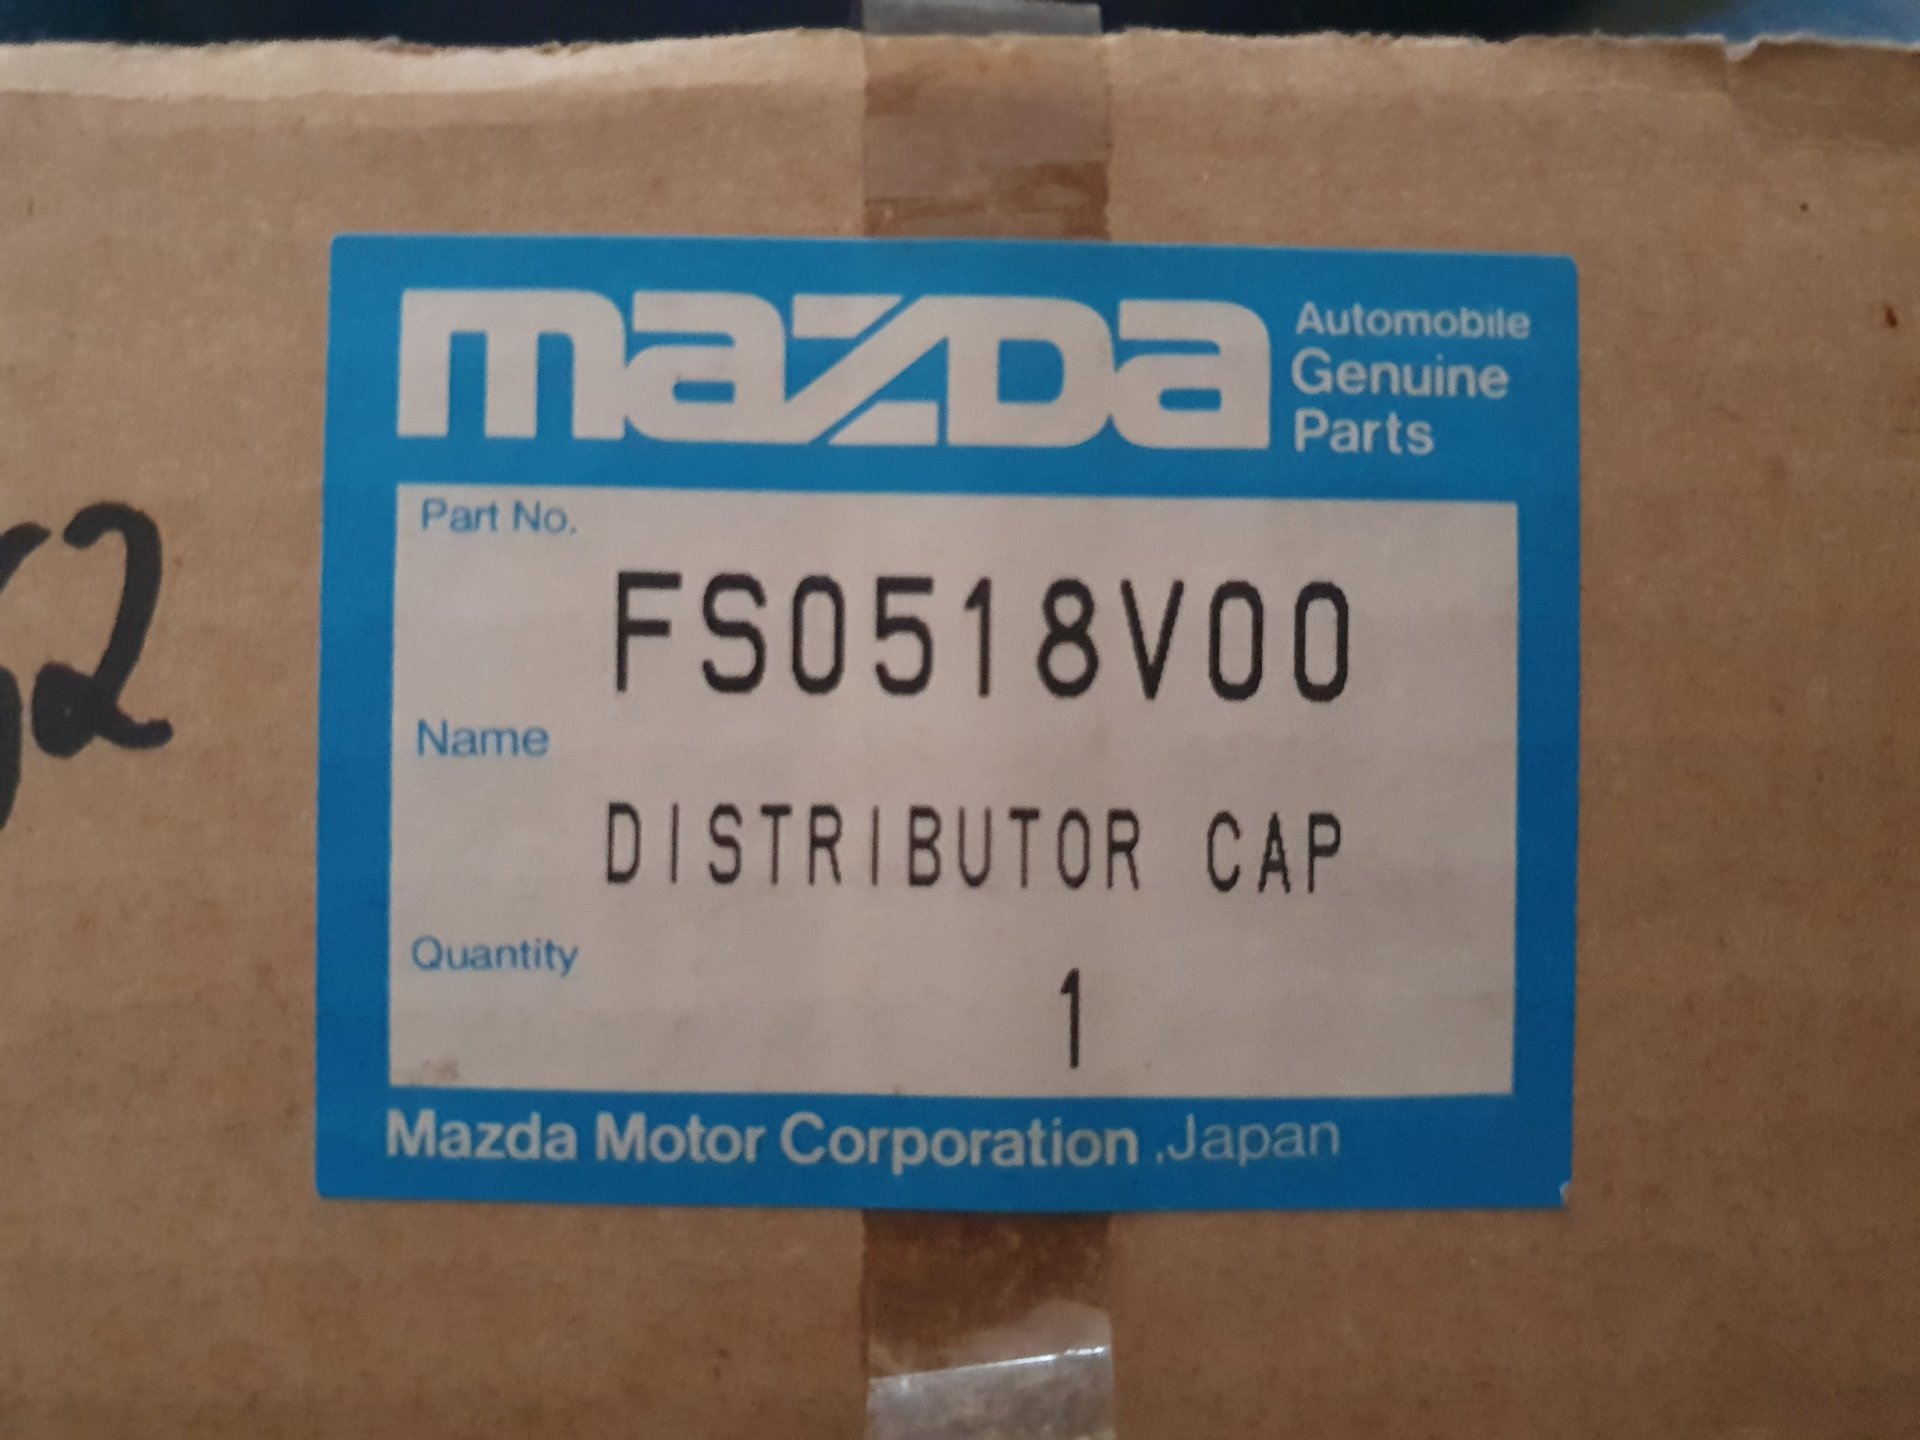 mazDa
Automobile
Genuine
Parts
Part No.
FS0518V00
Name
DISTRIBUTOR CAP
Quantity
1
Mazda Motor Corporation ,Japan